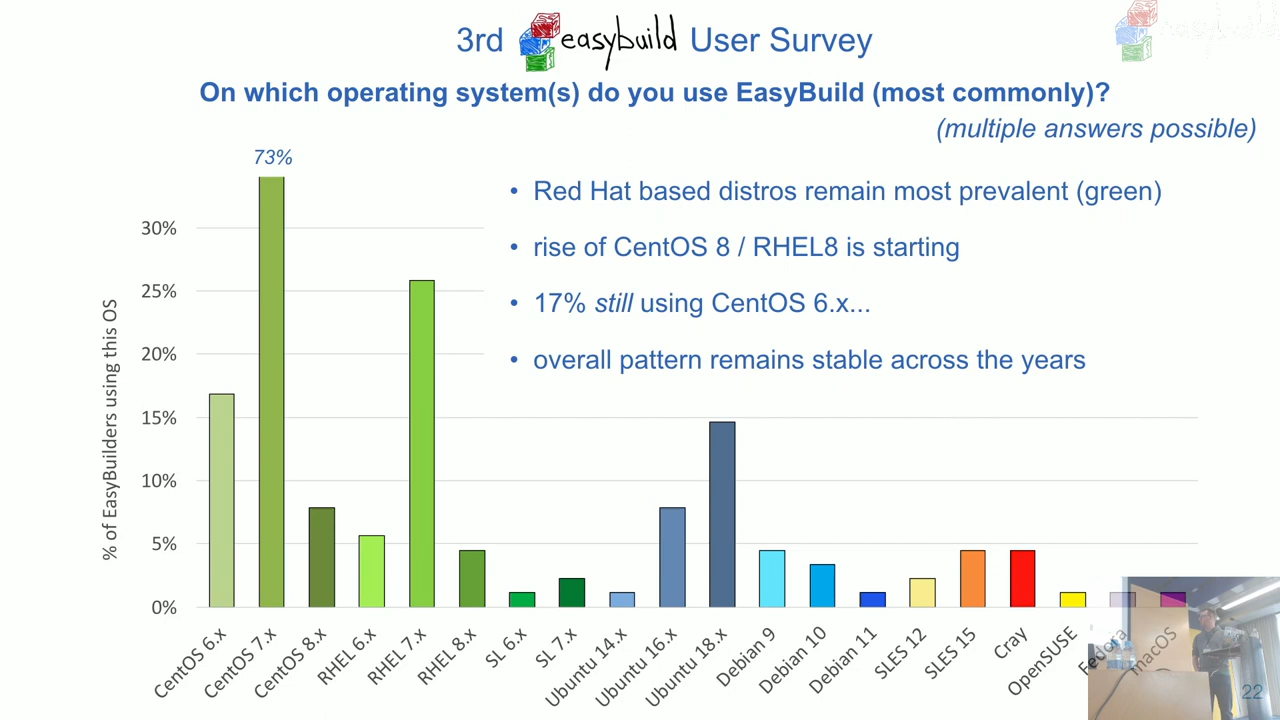 3rd easybuild User Survey
On which operating system(s) do you use EasyBuild (most commonly)?
(multiple answers possible)
73%
• Red Hat based distros remain most prevalent (green)
• rise of CentOS 8 / RHEL8 is starting
• 17% still using CentOS 6.x...
• overall pattern remains stable across the years
% of EasyBuilders using this OS
30%
25%
20%
15%
10%
5%
0%
CentOS 6.x
CentOS 7.x
CentOS 8.x
RHEL 6.x
RHEL 7.x
RHEL 8.x
SL 6.x
SL 7.x
Ubuntu 14.x
Ubuntu 16.x
Ubuntu 18.x
Debian 9
Debian 10
Debian 11
SLES 12
SLES 15
Cray
OpenSUSE
Fedora
macOS
22